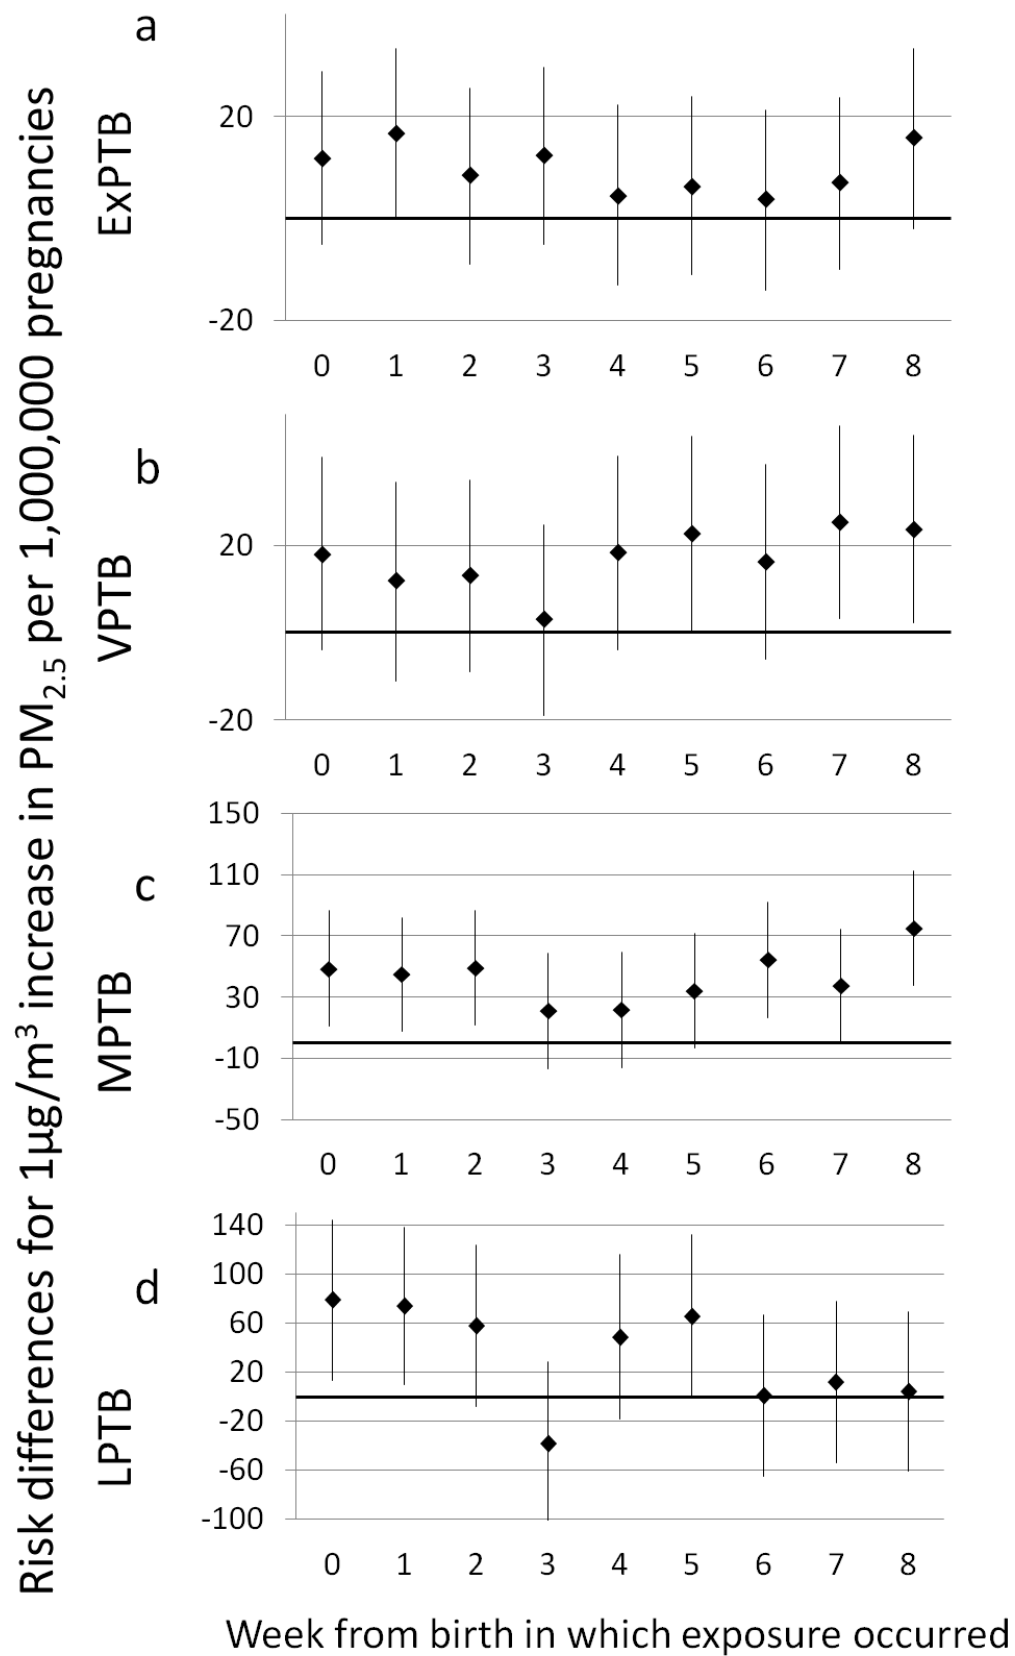 Risk differences for 1µg/m³ increase in PM2.5 per 1,000,000 pregnancies
a
ExPTB
20
-20
0 1 2 3 4 5 6 7 8
b
VPTB
20
-20
0 1 2 3 4 5 6 7 8
c
MPTB
150
110
70
30
-10
-50
0 1 2 3 4 5 6 7 8
d
LPTB
140
100
60
20
-20
-60
-100
0 1 2 3 4 5 6 7 8
Week from birth in which exposure occurred